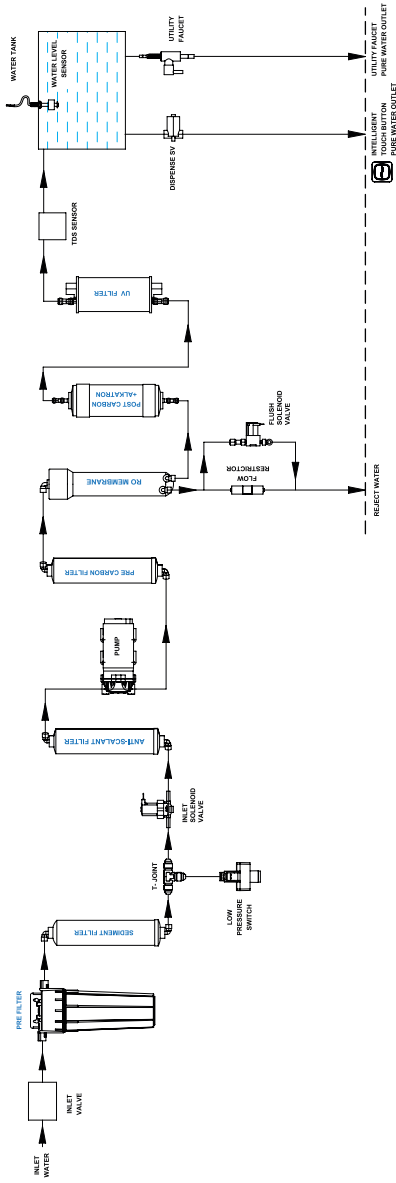 INLET
WATER
INLET
VALVE
PRE FILTER
SEDIMENT FILTER
T-JOINT
LOW
PRESSURE
SWITCH
INLET
SOLENOID
VALVE
ANTI-SCALANT FILTER
PUMP
PRE CARBON FILTER
RO MEMBRANE
FLOW
RESTRICTOR
FLUSH
SOLENOID
VALVE
REJECT WATER
POST CARBON
+ALKATRON
UV FILTER
TDS SENSOR
WATER TANK
WATER LEVEL
SENSOR
DISPENSE SV
UTILITY
FAUCET
INTELLIGENT
TOUCH BUTTON
PURE WATER OUTLET
UTILITY FAUCET
PURE WATER OUTLET